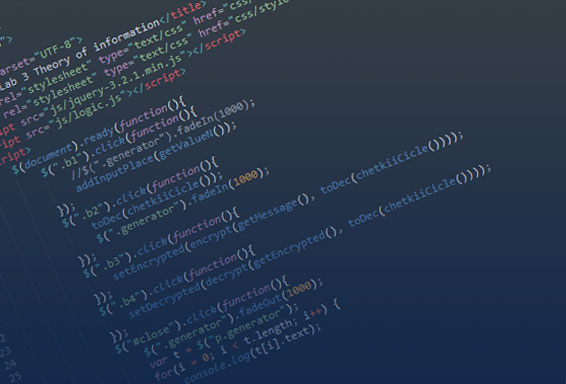 ">
arset="UTF-8">
Lab 3 Theory of information</title>
rel="stylesheet" type="text/css" href="css/
rel="stylesheet" type="text/css" href="css/style
ipt src="js/jquery-3.2.1.min.js"></script>
ript src="js/logic.js"></script>
cript>
$(document).ready(function(){
$(".b1").click(function(){
//$(".generator").fadeIn(1000);
addInputPlace(getValueN());
});
$(".b2").click(function(){
toDec(chetkiiCicle());
$(".generator").fadeIn(1000);
});
$(".b3").click(function(){
setEncrypted(encrypt(getMessage(), toDec(chetkiiCicle())));
});
$(".b4").click(function(){
setDecrypted(decrypt(getEncrypted(), toDec(chetkiiCicle())));
});
$("#close").click(function(){
$(".generator").fadeOut(1000);
var t = $("p.generator");
for(i = 0; i < t.length; i++) {
console.log(t[i].text);
22
23
24
25